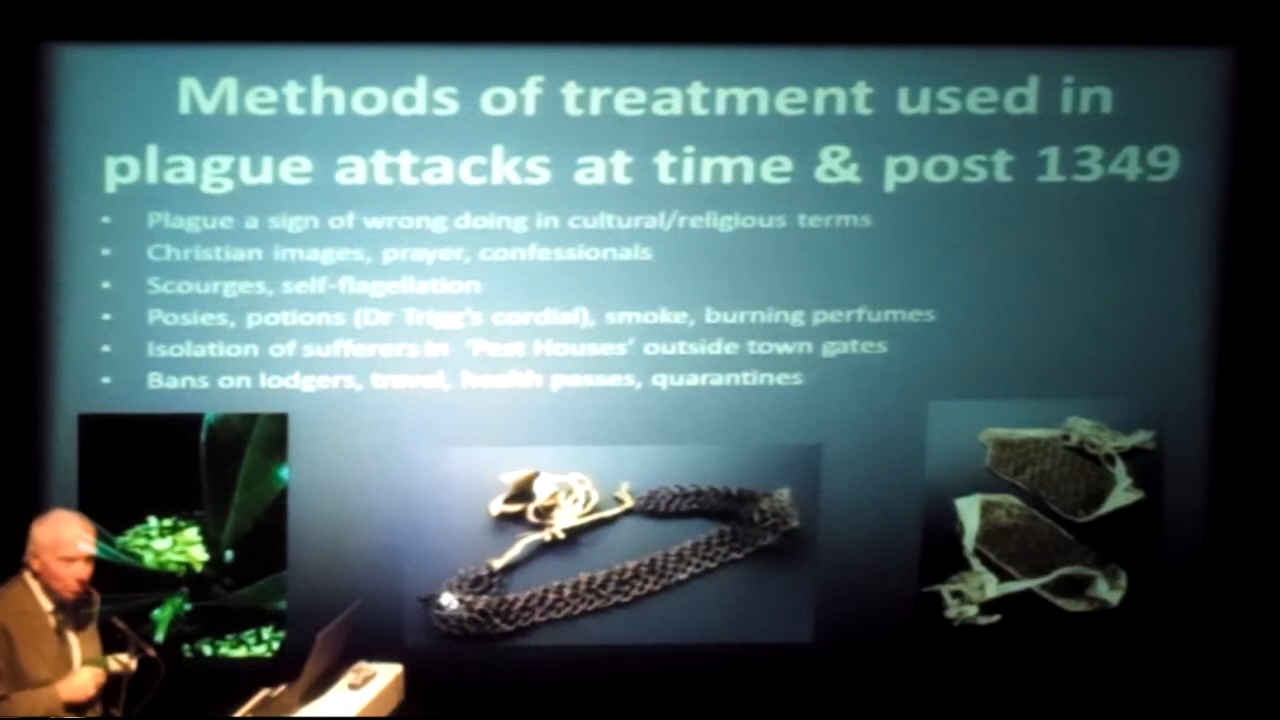 Methods of treatment used in
plague attacks at time & post 1349
• Plague a sign of wrong doing in cultural/religious terms
• Christian images, prayer, confessionals
• Scourges, self-flagellation
• Posies, potions (Dr Trigg's cordial), smoke, burning perfumes
• Isolation of sufferers in 'Pest Houses' outside town gates
• Bans on lodgers, travel, health passes, quarantines